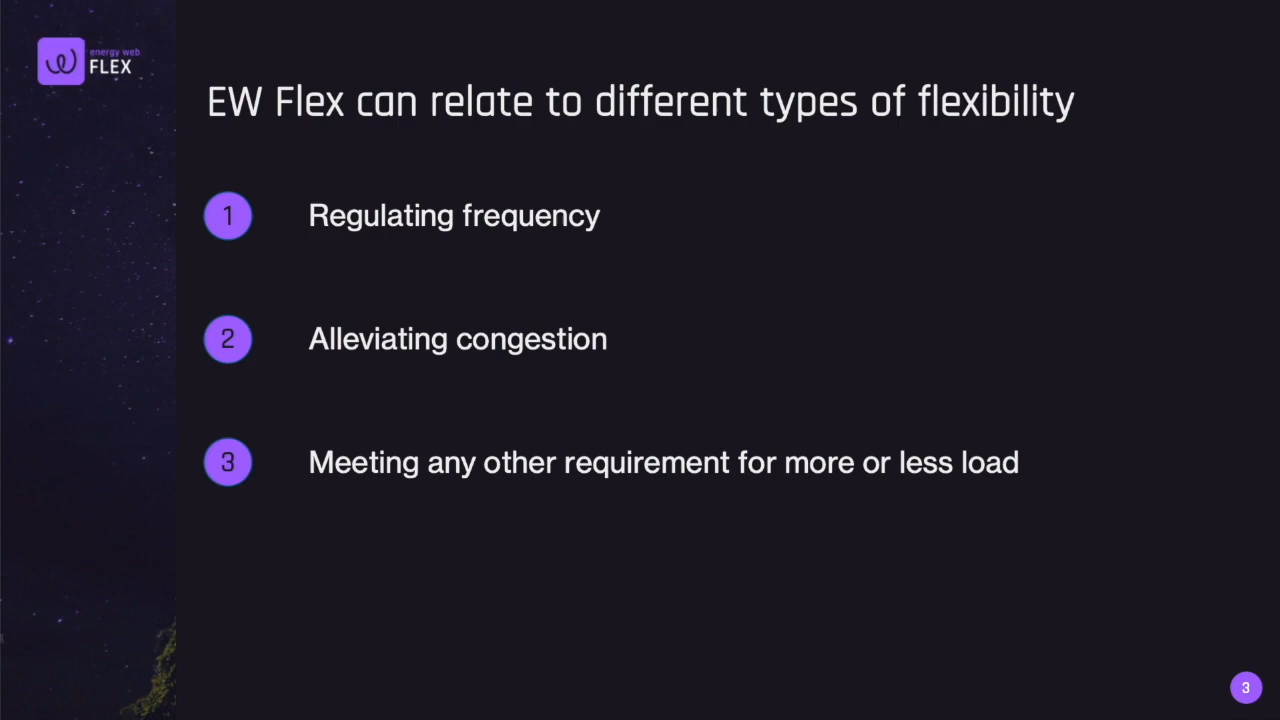 energy web
FLEX
EW Flex can relate to different types of flexibility
1 Regulating frequency
2 Alleviating congestion
3 Meeting any other requirement for more or less load
3